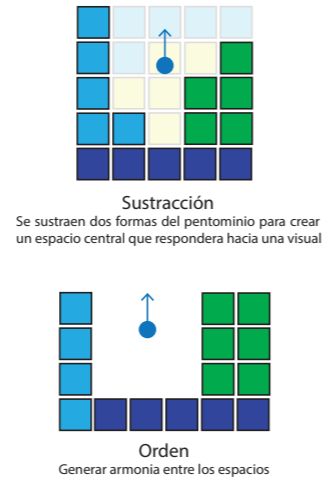 Sustracción
Se sustraen dos formas del pentominio para crear
un espacio central que respondera hacia una visual
Orden
Generar armonia entre los espacios